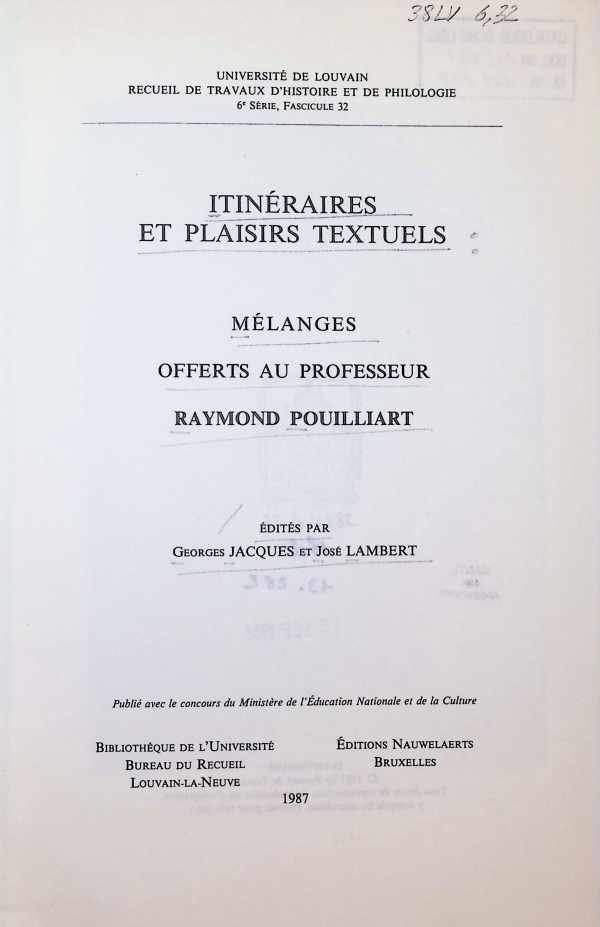 38LV 6,32
UNIVERSITÉ DE LOUVAIN
RECUEIL DE TRAVAUX D'HISTOIRE ET DE PHILOLOGIE
6e SÉRIE, FASCICULE 32
ITINÉRAIRES
ET PLAISIRS TEXTUELS
MÉLANGES
OFFERTS AU PROFESSEUR
RAYMOND POUILLIART
ÉDITÉS PAR
GEORGES JACQUES ET JOSÉ LAMBERT
Publié avec le concours du Ministère de l'Éducation Nationale et de la Culture
BIBLIOTHÈQUE DE L'UNIVERSITÉ
BUREAU DU RECUEIL
LOUVAIN-LA-NEUVE
ÉDITIONS NAUWELAERTS
BRUXELLES
1987